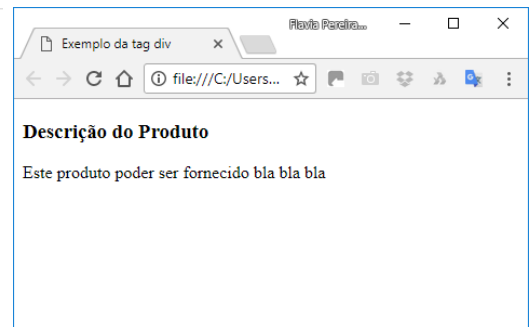 Flavia Pereira...
Exemplo da tag div
file:///C:/Users...
Descrição do Produto
Este produto poder ser fornecido bla bla bla